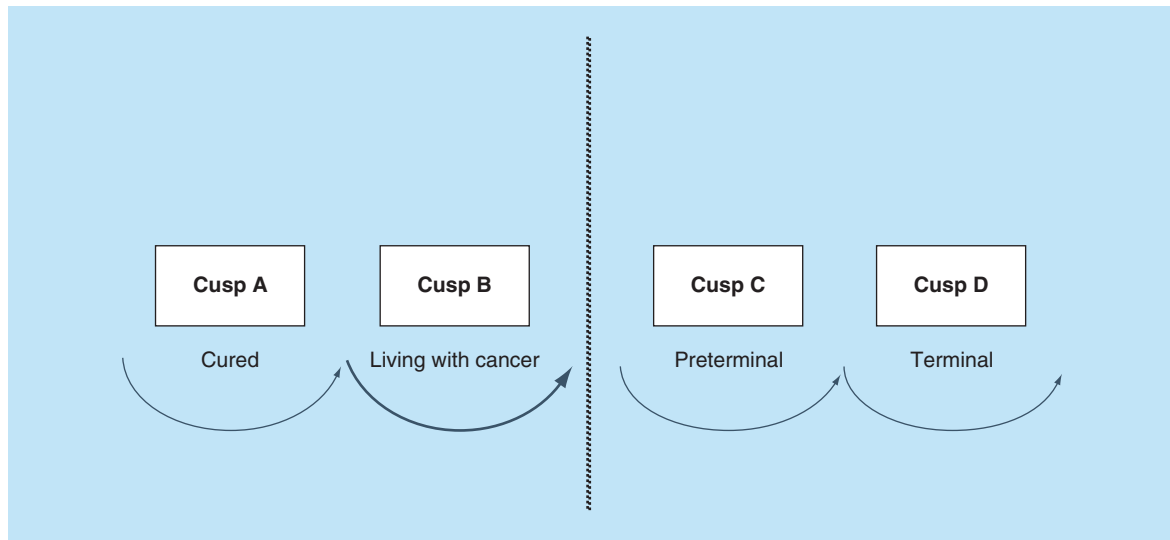 Cusp A
Cusp B
Cusp C
Cusp D
Cured
Living with cancer
Preterminal
Terminal